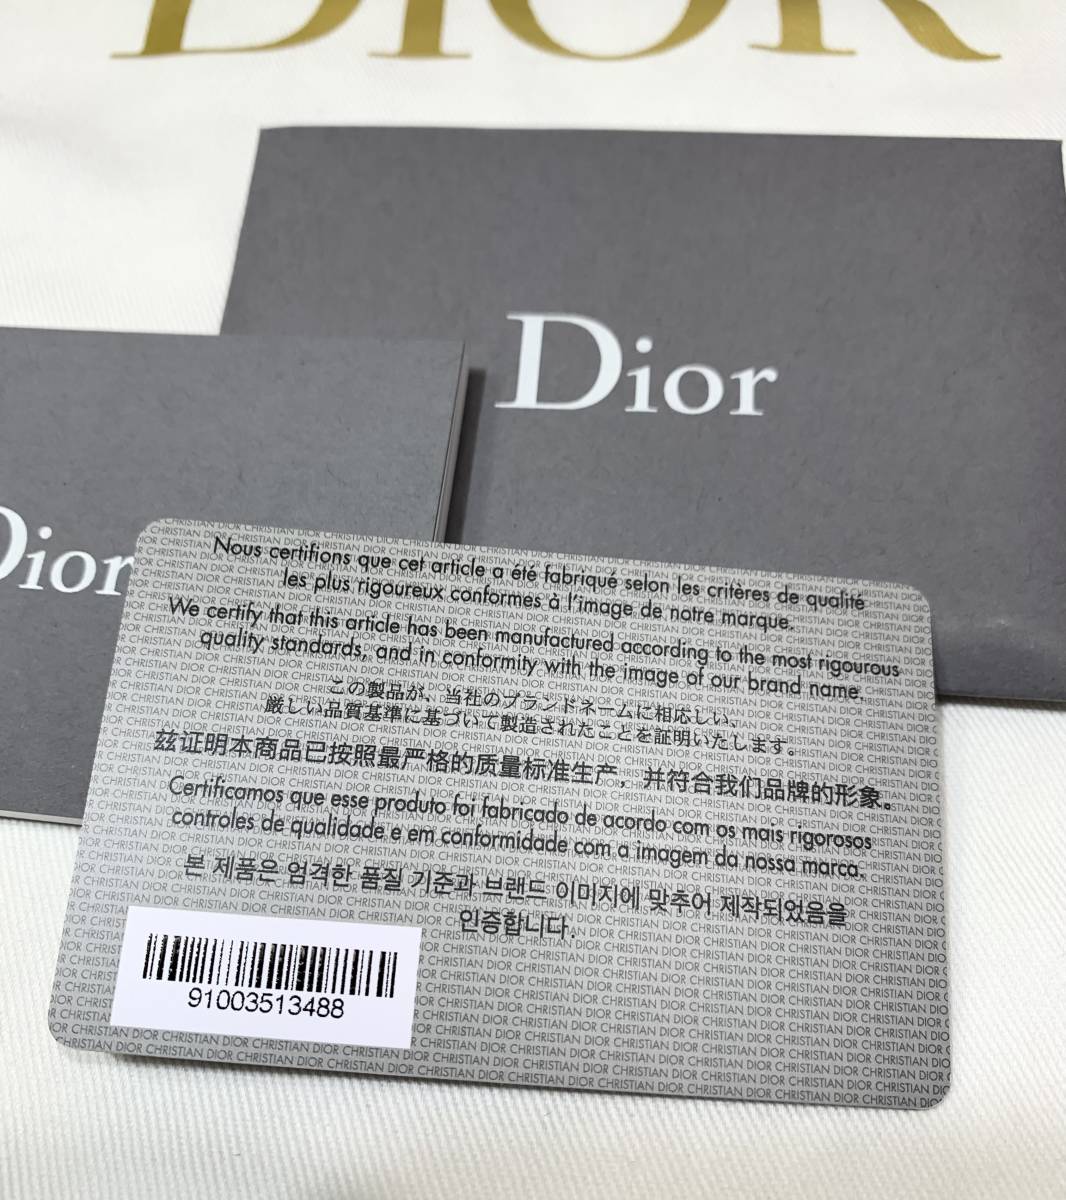 DIOR
Dior
Dior
Nous certifions que cet article a été fabriqué selon les critères de qualité
les plus rigoureux conformes à l'image de notre marque.
We certify that this article has been manufactured according to the most rigourous
quality standards, and in conformity with the image of our brand name.
この製品が、当社のブランドネームに相応しい、
厳しい品質基準に基づいて製造されたことを証明いたします。
兹证明本商品已按照最严格的质量标准生产，并符合我们品牌的形象。
Certificamos que esse produto foi fabricado de acordo com os mais rigorosos
controles de qualidade e em conformidade com a imagem da nossa marca.
본 제품은 엄격한 품질 기준과 브랜드 이미지에 맞추어 제작되었음을
인증합니다.
91003513488
CHRISTIAN DIOR CHRISTIAN DIOR CHRISTIAN DIOR CHRISTIAN DIOR